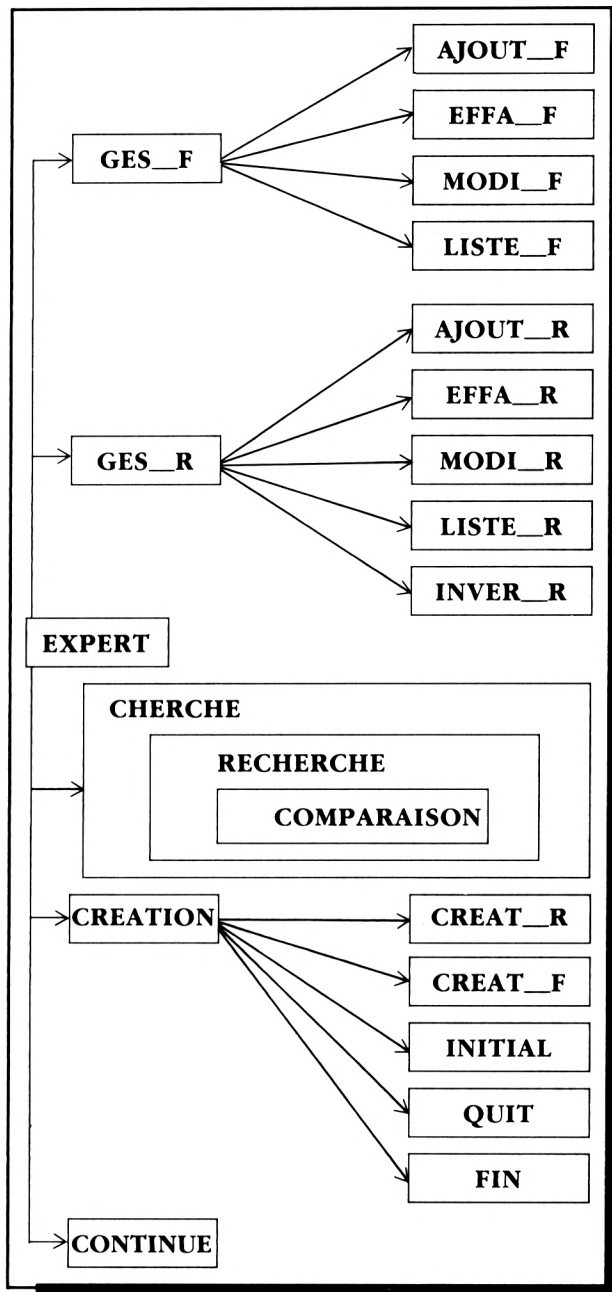 AJOUT__F
EFFA__F
GES__F
MODI__F
LISTE__F
AJOUT__R
EFFA__R
GES__R
MODI__R
LISTE__R
INVER__R
EXPERT
CHERCHE
RECHERCHE
COMPARAISON
CREATION
CREAT__R
CREAT__F
INITIAL
QUIT
FIN
CONTINUE